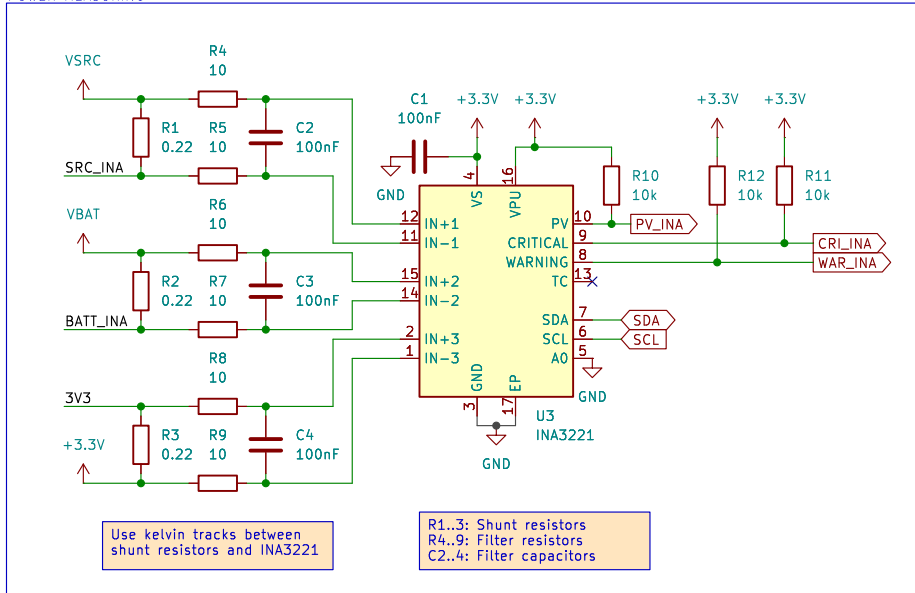 VSRC
R4
10
R1
0.22
R5
10
C2
100nF
SRC_INA
R6
10
VBAT
R2
0.22
R7
10
C3
100nF
BATT_INA
R8
10
3V3
R3
0.22
R9
10
C4
100nF
+3.3V
C1
100nF
GND
+3.3V
+3.3V
+3.3V
+3.3V
4
VS
16
VPU
R10
10k
R12
10k
R11
10k
12 IN+1
11 IN-1
15 IN+2
14 IN-2
2 IN+3
1 IN-3
PV 10
PV_INA
CRITICAL 9
CRI_INA
WARNING 8
WAR_INA
TC 13
SDA 7
SDA
SCL 6
SCL
A0 5
GND
GND
3
EP
17
U3
INA3221
GND
Use kelvin tracks between
shunt resistors and INA3221
R1..3: Shunt resistors
R4..9: Filter resistors
C2..4: Filter capacitors